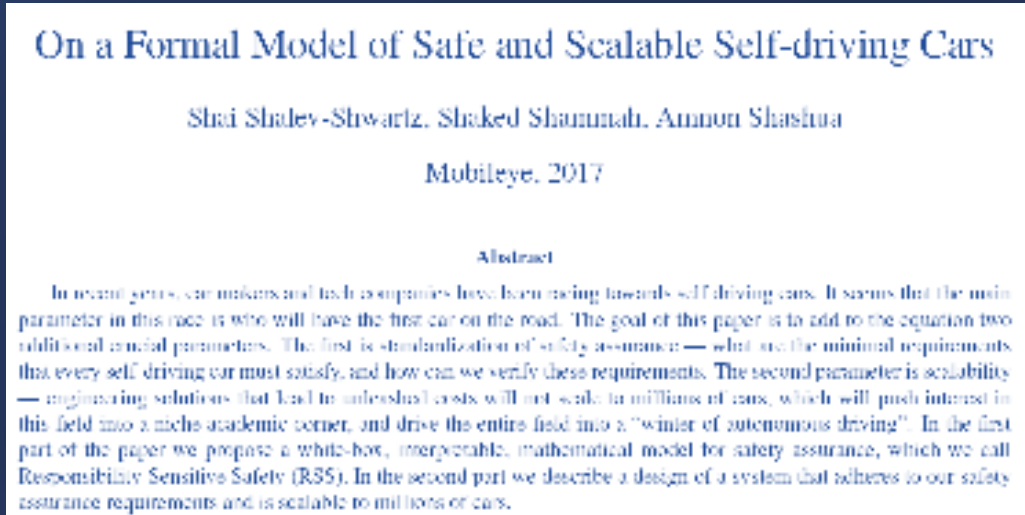 On a Formal Model of Safe and Scalable Self-driving Cars
Shai Shalev-Shwartz, Shaked Shammah, Amnon Shashua
Mobileye, 2017
Abstract
In recent years, car makers and tech companies have been racing towards self driving cars. It seems that the main
parameter in this race is who will have the first car on the road. The goal of this paper is to add to the equation two
additional crucial parameters. The first is standardization of safety assurance — what are the minimal requirements
that every self-driving car must satisfy, and how can we verify these requirements. The second parameter is scalability
— engineering solutions that lead to unleashed costs will not scale to millions of cars, which will push interest in
this field into a niche academic corner, and drive the entire field into a “winter of autonomous driving”. In the first
part of the paper we propose a white-box, interpretable, mathematical model for safety assurance, which we call
Responsibility-Sensitive Safety (RSS). In the second part we describe a design of a system that adheres to our safety
assurance requirements and is scalable to millions of cars.